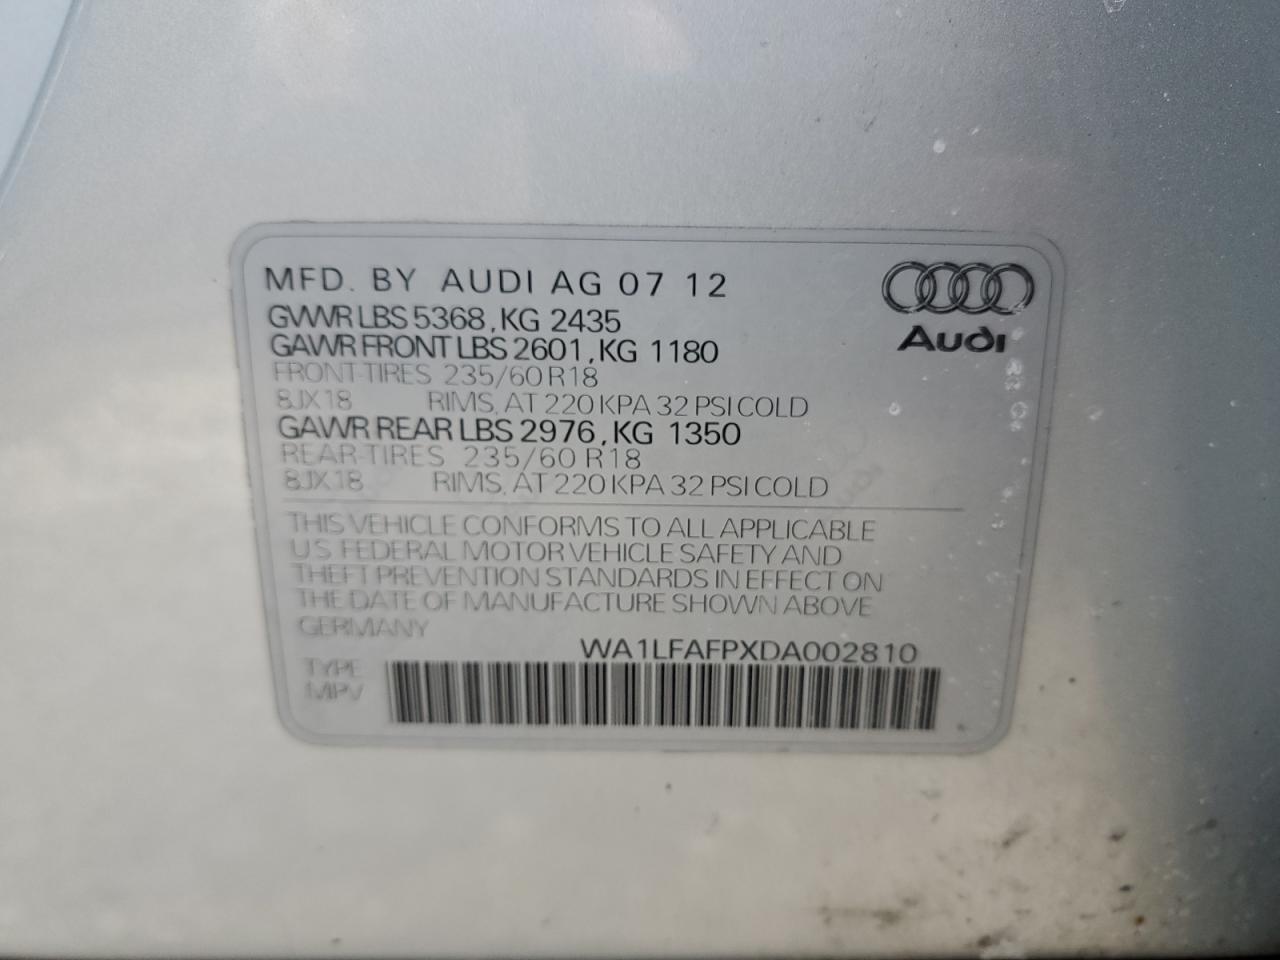 MFD. BY AUDI AG 07 12
GVWR LBS 5368, KG 2435
GAWR FRONT LBS 2601, KG 1180
FRONT-TIRES 235/60 R18
8JX18 RIMS, AT 220 KPA 32 PSI COLD
GAWR REAR LBS 2976, KG 1350
REAR-TIRES 235/60 R18
8JX18 RIMS, AT 220 KPA 32 PSI COLD
Audi
THIS VEHICLE CONFORMS TO ALL APPLICABLE
US FEDERAL MOTOR VEHICLE SAFETY AND
THEFT PREVENTION STANDARDS IN EFFECT ON
THE DATE OF MANUFACTURE SHOWN ABOVE
GERMANY
WA1LFAFPXDA002810
TYPE
MPV